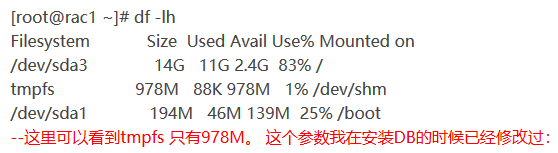 [root@rac1 ~]# df -lh
Filesystem Size Used Avail Use% Mounted on
/dev/sda3 14G 11G 2.4G 83% /
tmpfs 978M 88K 978M 1% /dev/shm
/dev/sda1 194M 46M 139M 25% /boot
--这里可以看到tmpfs 只有978M。 这个参数我在安装DB的时候已经修改过：